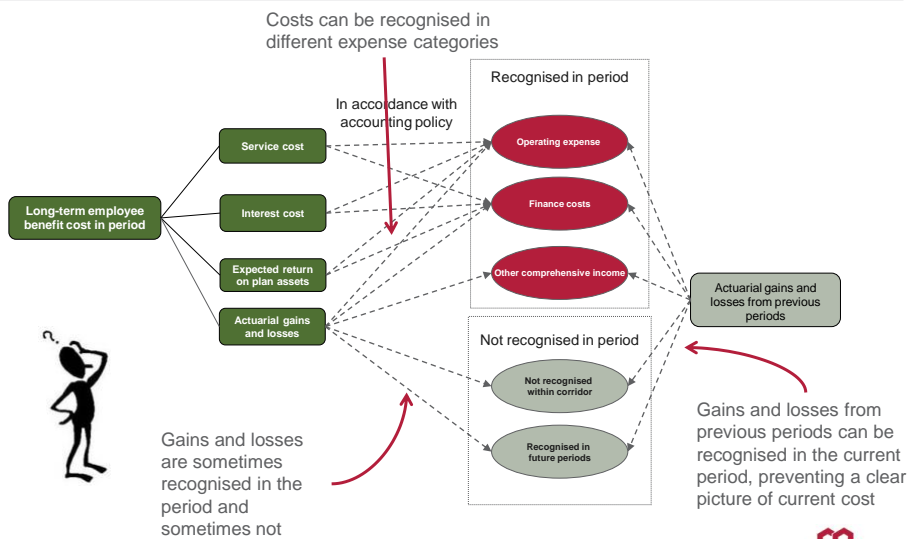 Costs can be recognised in
different expense categories
Recognised in period
In accordance with
accounting policy
Service cost
Operating expense
Long-term employee
benefit cost in period
Interest cost
Finance costs
Expected return
on plan assets
Other comprehensive income
Actuarial gains
and losses
Actuarial gains and
losses from previous
periods
Not recognised in period
Not recognised
within corridor
Recognised in
future periods
?.
Gains and losses
are sometimes
recognised in the
period and
sometimes not
Gains and losses from
previous periods can be
recognised in the current
period, preventing a clear
picture of current cost